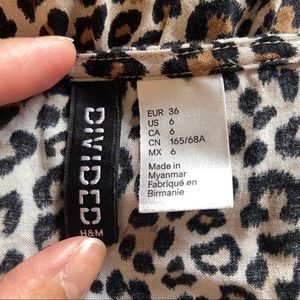 DIVIDED
H&M
EUR 36
US 6
CA 6
CN 165/68A
MX 6
Made in
Myanmar
Fabriqué en
Birmanie